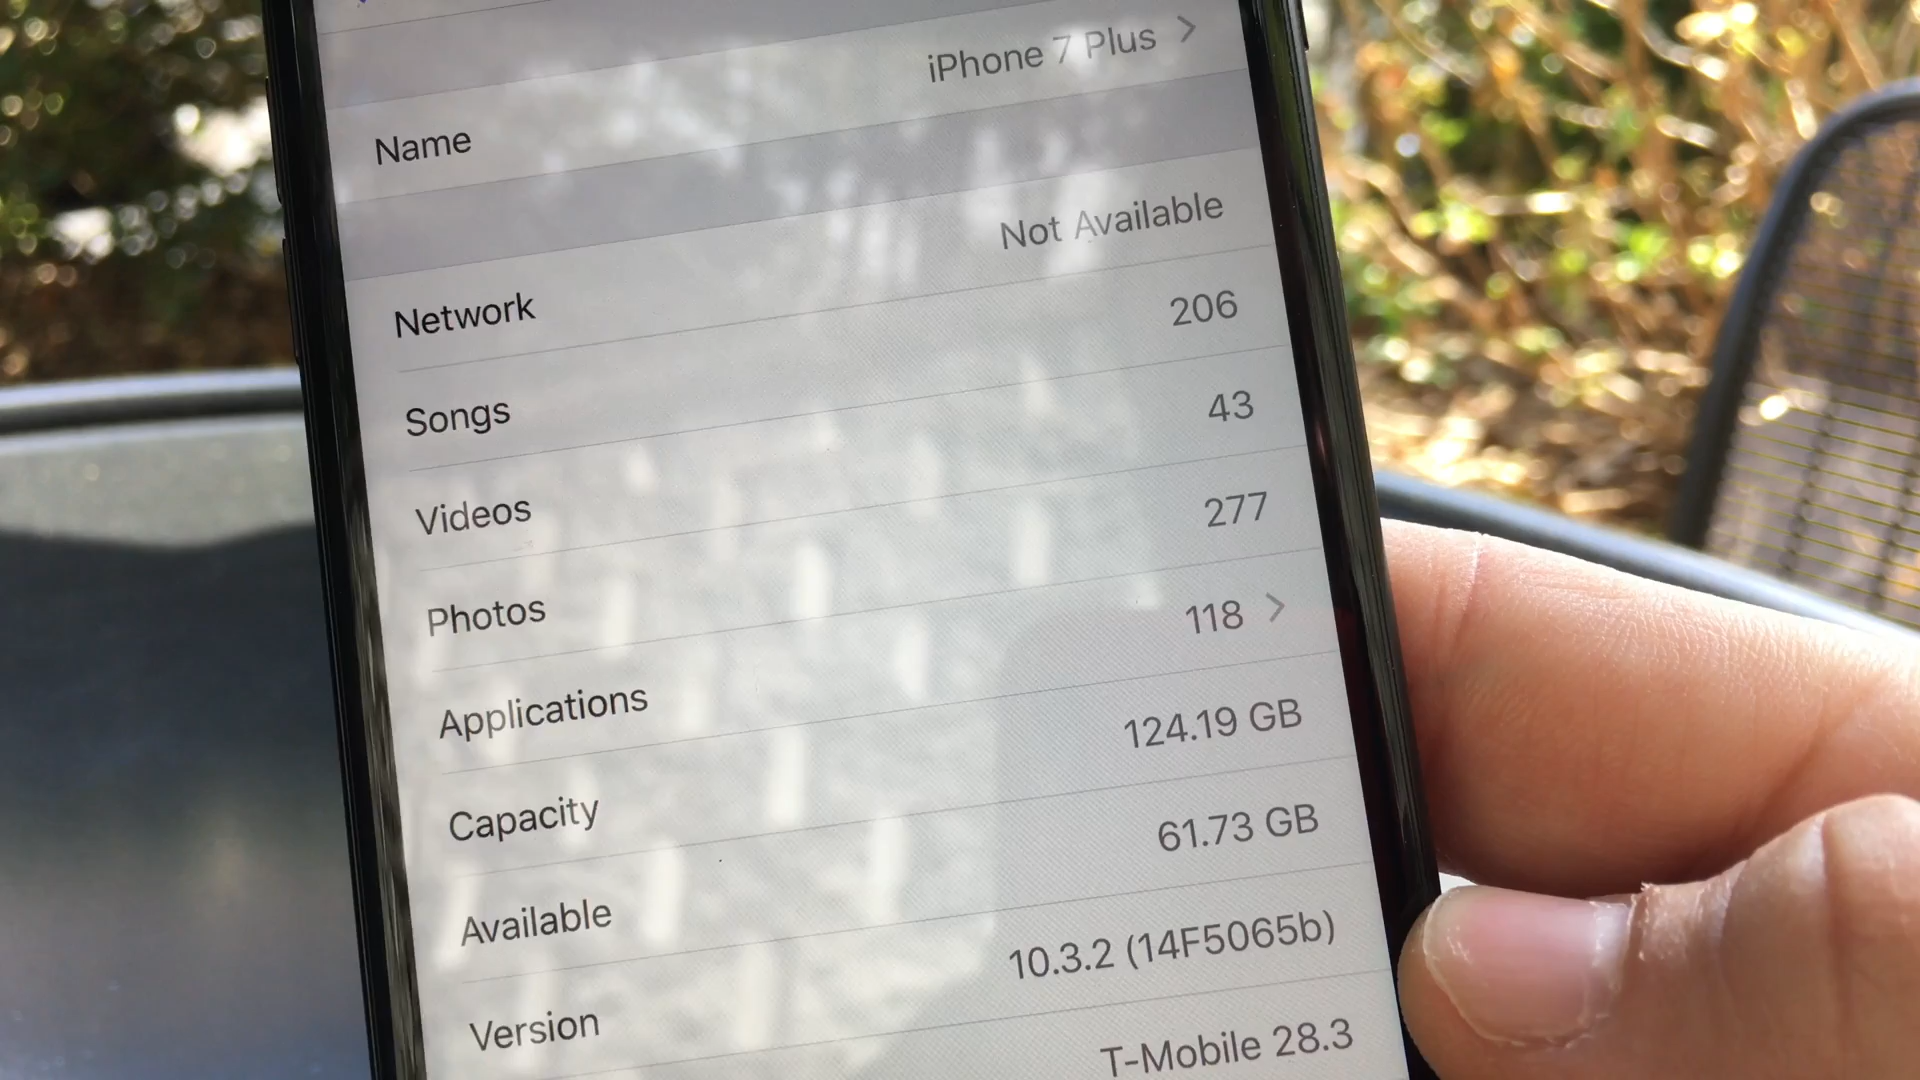 Name iPhone 7 Plus
Network Not Available
Songs 206
Videos 43
Photos 277
Applications 118
Capacity 124.19 GB
Available 61.73 GB
Version 10.3.2 (14F5065b)
T-Mobile 28.3